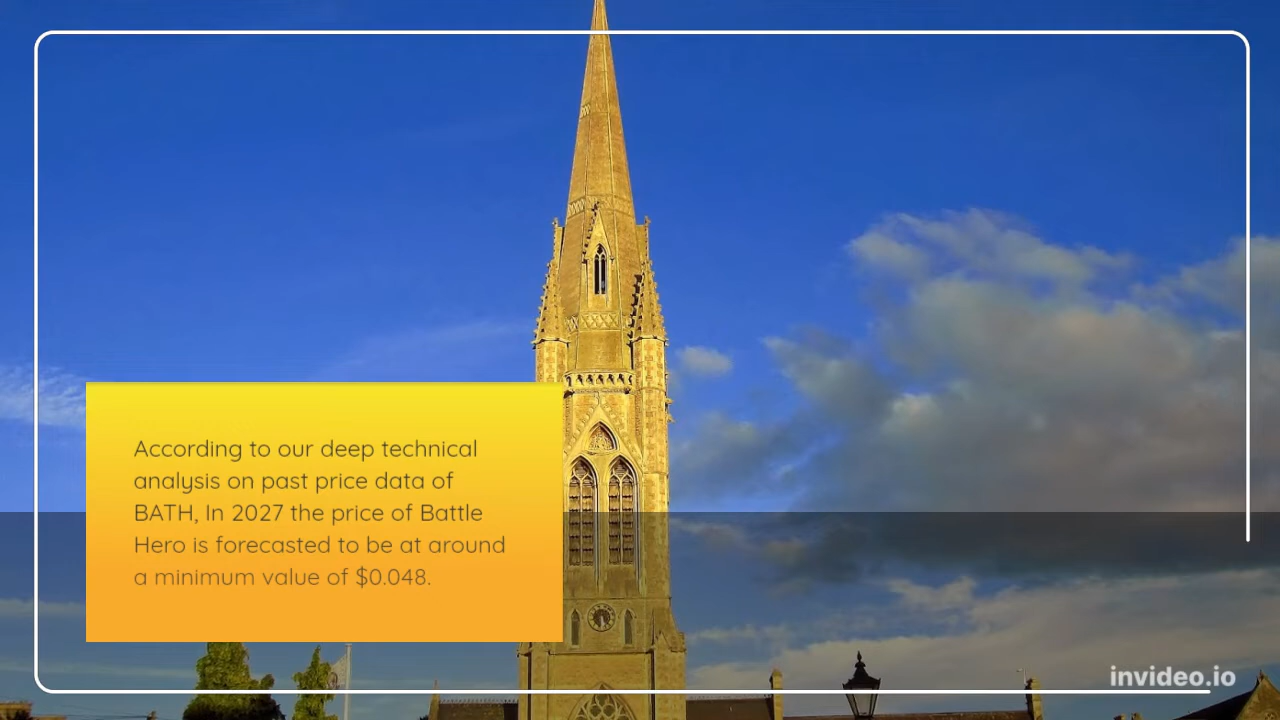 According to our deep technical
analysis on past price data of
BATH, In 2027 the price of Battle
Hero is forecasted to be at around
a minimum value of $0.048.
invideo.io